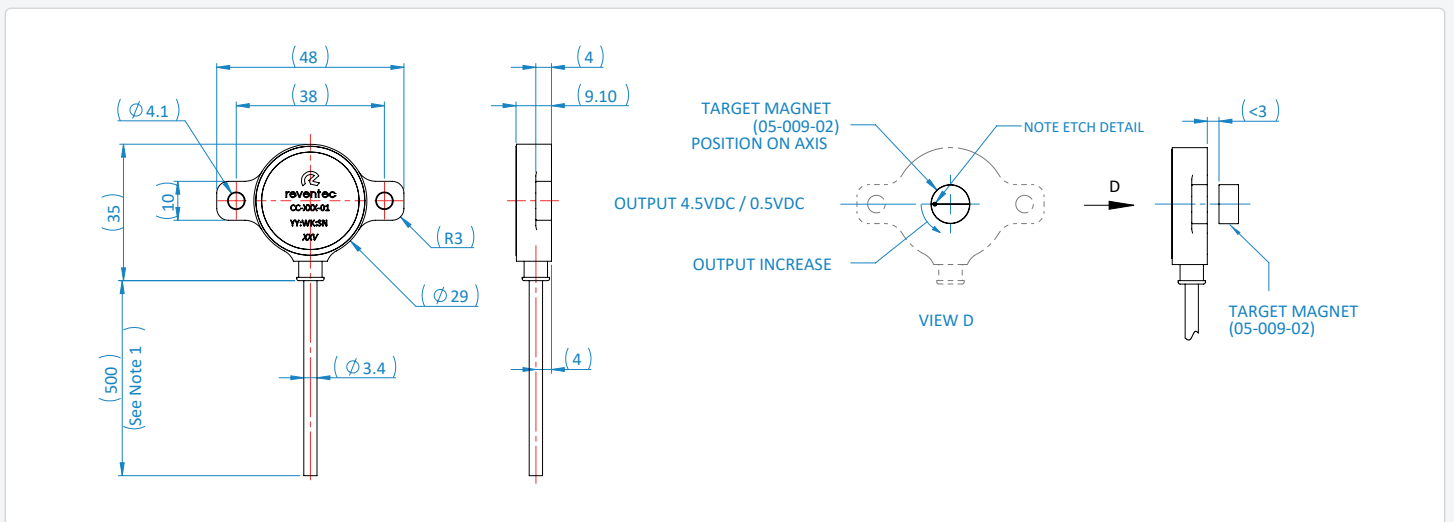 (48)
(38)
(Ø4.1)
(35)
(10)
reventec
CC-XXX-01
YY:WK:SN
XXV
(R3)
(Ø29)
(500)
(See Note 1)
(Ø3.4)
(4)
(9.10)
(4)
TARGET MAGNET
(05-009-02)
POSITION ON AXIS
NOTE ETCH DETAIL
OUTPUT 4.5VDC / 0.5VDC
OUTPUT INCREASE
VIEW D
D
(<3)
TARGET MAGNET
(05-009-02)